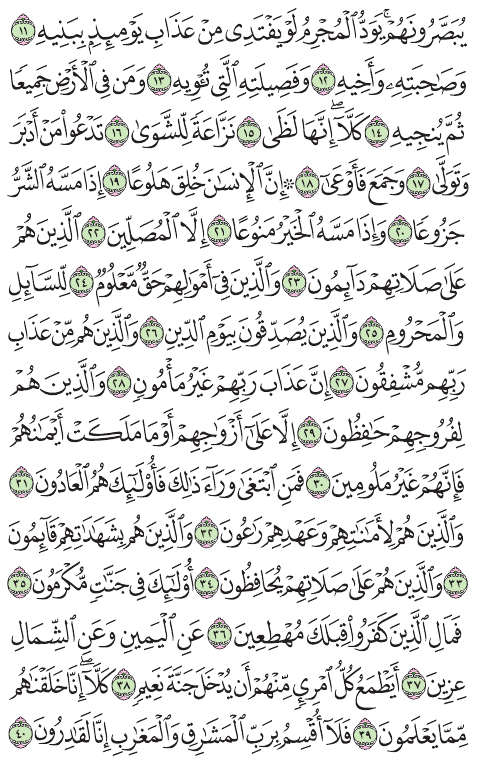 يُبَصَّرُونَهُمْ ۚ يَوَدُّ ٱلْمُجْرِمُ لَوْ يَفْتَدِى مِنْ عَذَابِ يَوْمِئِذٍۭ بِبَنِيهِ ١١
وَصَٰحِبَتِهِۦ وَأَخِيهِ ١٢ وَفَصِيلَتِهِ ٱلَّتِى تُـْٔوِيهِ ١٣ وَمَن فِى ٱلْأَرْضِ جَمِيعًا
ثُمَّ يُنجِيهِ ١٤ كَلَّآ ۖ إِنَّهَا لَظَىٰ ١٥ نَزَّاعَةً لِّلشَّوَىٰ ١٦ تَدْعُوا۟ مَنْ أَدْبَرَ
وَتَوَلَّىٰ ١٧ وَجَمَعَ فَأَوْعَىٰٓ ١٨ ۞ إِنَّ ٱلْإِنسَٰنَ خُلِقَ هَلُوعًا ١٩ إِذَا مَسَّهُ ٱلشَّرُّ
جَزُوعًا ٢٠ وَإِذَا مَسَّهُ ٱلْخَيْرُ مَنُوعًا ٢١ إِلَّا ٱلْمُصَلِّينَ ٢٢ ٱلَّذِينَ هُمْ
عَلَىٰ صَلَاتِهِمْ دَآئِمُونَ ٢٣ وَٱلَّذِينَ فِىٓ أَمْوَٰلِهِمْ حَقٌّ مَّعْلُومٌ ٢٤ لِّلسَّآئِلِ
وَٱلْمَحْرُومِ ٢٥ وَٱلَّذِينَ يُصَدِّقُونَ بِيَوْمِ ٱلدِّينِ ٢٦ وَٱلَّذِينَ هُم مِّنْ عَذَابِ
رَبِّهِم مُّشْفِقُونَ ٢٧ إِنَّ عَذَابَ رَبِّهِمْ غَيْرُ مَأْمُونٍ ٢٨ وَٱلَّذِينَ هُمْ
لِفُرُوجِهِمْ حَٰفِظُونَ ٢٩ إِلَّا عَلَىٰٓ أَزْوَٰجِهِمْ أَوْ مَا مَلَكَتْ أَيْمَٰنُهُمْ
فَإِنَّهُمْ غَيْرُ مَلُومِينَ ٣٠ فَمَنِ ٱبْتَغَىٰ وَرَآءَ ذَٰلِكَ فَأُو۟لَٰٓئِكَ هُمُ ٱلْعَادُونَ ٣١
وَٱلَّذِينَ هُمْ لِأَمَٰنَٰتِهِمْ وَعَهْدِهِمْ رَٰعُونَ ٣٢ وَٱلَّذِينَ هُم بِشَهَٰدَٰتِهِمْ قَآئِمُونَ
٣٣ وَٱلَّذِينَ هُمْ عَلَىٰ صَلَاتِهِمْ يُحَافِظُونَ ٣٤ أُو۟لَٰٓئِكَ فِى جَنَّٰتٍ مُّكْرَمُونَ ٣٥
فَمَالِ ٱلَّذِينَ كَفَرُوا۟ قِبَلَكَ مُهْطِعِينَ ٣٦ عَنِ ٱلْيَمِينِ وَعَنِ ٱلشِّمَالِ
عِزِينَ ٣٧ أَيَطْمَعُ كُلُّ ٱمْرِئٍ مِّنْهُمْ أَن يُدْخَلَ جَنَّةَ نَعِيمٍ ٣٨ كَلَّآ ۖ إِنَّا خَلَقْنَٰهُم
مِّمَّا يَعْلَمُونَ ٣٩ فَلَآ أُقْسِمُ بِرَبِّ ٱلْمَشَٰرِقِ وَٱلْمَغَٰرِبِ إِنَّا لَقَٰدِرُونَ ٤٠